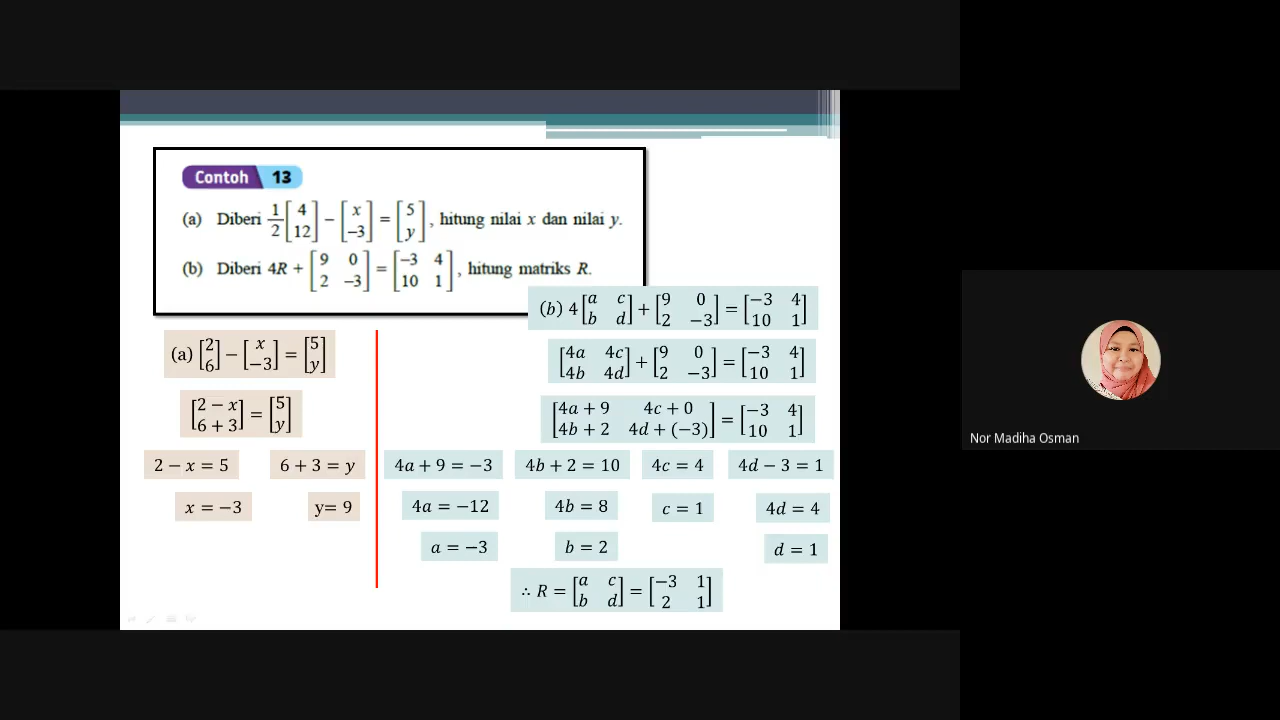 Contoh 13
(a) Diberi 1/2 [4; 12] − [x; −3] = [5; y], hitung nilai x dan nilai y.
(b) Diberi 4R + [9 0; 2 −3] = [−3 4; 10 1], hitung matriks R.
(a) [2; 6] − [x; −3] = [5; y]
[2 − x; 6 + 3] = [5; y]
2 − x = 5
6 + 3 = y
x = −3
y= 9
(b) 4 [a c; b d] + [9 0; 2 −3] = [−3 4; 10 1]
[4a 4c; 4b 4d] + [9 0; 2 −3] = [−3 4; 10 1]
[4a + 9 4c + 0; 4b + 2 4d + (−3)] = [−3 4; 10 1]
4a + 9 = −3
4b + 2 = 10
4c = 4
4d − 3 = 1
4a = −12
4b = 8
c = 1
4d = 4
a = −3
b = 2
d = 1
∴ R = [a c; b d] = [−3 1; 2 1]
Nor Madiha Osman